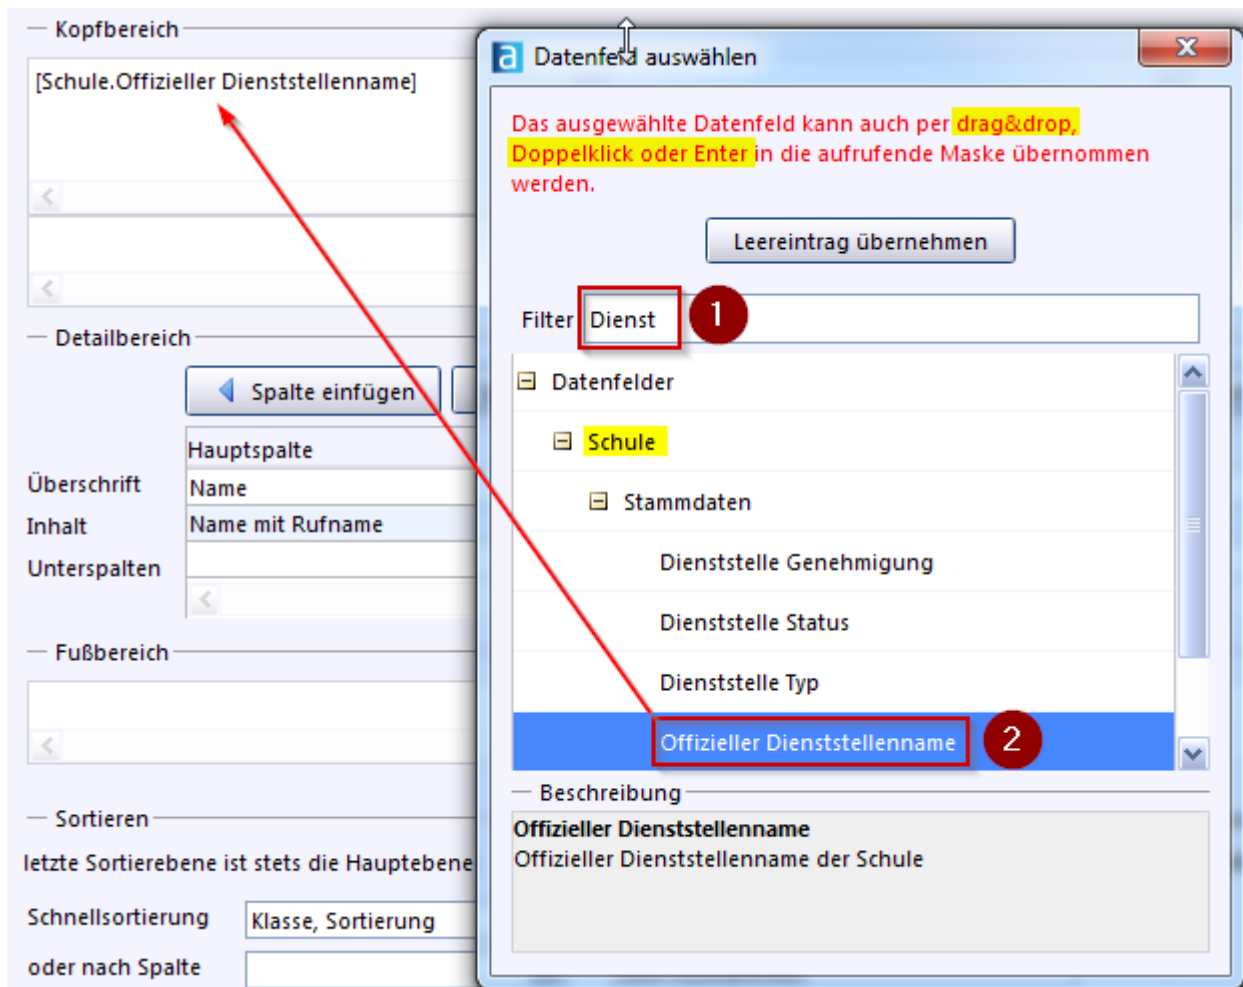 Kopfbereich
[Schule.Offizieller Dienststellenname]
Detailbereich
Spalte einfügen
Hauptspalte
Überschrift
Name
Inhalt
Name mit Rufname
Unterspalten
Fußbereich
Sortieren
letzte Sortierebene ist stets die Hauptebene
Schnellsortierung
Klasse, Sortierung
oder nach Spalte
a Datenfeld auswählen
Das ausgewählte Datenfeld kann auch per drag&drop,
Doppelklick oder Enter in die aufrufende Maske übernommen
werden.
Leereintrag übernehmen
Filter Dienst 1
Datenfelder
Schule
Stammdaten
Dienststelle Genehmigung
Dienststelle Status
Dienststelle Typ
Offizieller Dienststellenname 2
Beschreibung
Offizieller Dienststellenname
Offizieller Dienststellenname der Schule